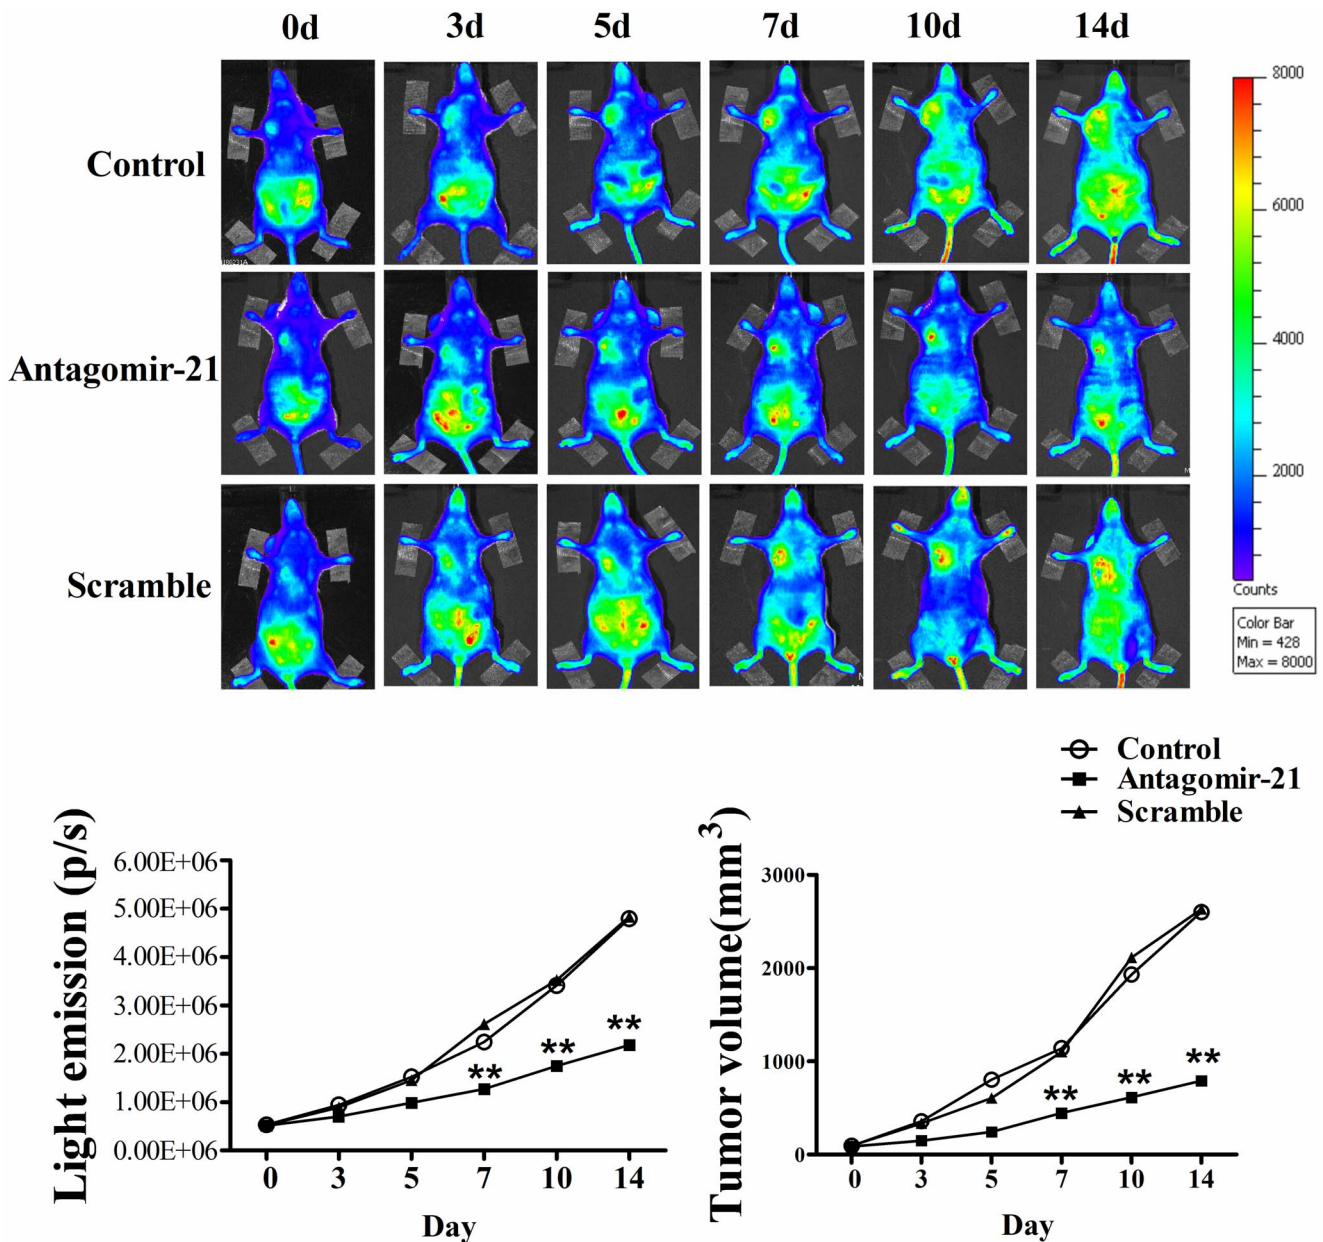 0d 3d 5d 7d 10d 14d
Control
Antagomir-21
Scramble
8000
6000
4000
2000
Counts
Color Bar
Min = 428
Max = 8000
Control
Antagomir-21
Scramble
Light emission (p/s)
6.00E+06
5.00E+06
4.00E+06
3.00E+06
2.00E+06
1.00E+06
0.00E+06
** ** **
0 3 5 7 10 14
Day
Tumor volume(mm³)
3000
2000
1000
0
** ** **
0 3 5 7 10 14
Day